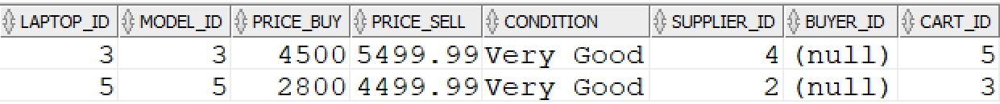 LAPTOP_ID MODEL_ID PRICE_BUY PRICE_SELL CONDITION SUPPLIER_ID BUYER_ID CART_ID
3 3 4500 5499.99 Very Good 4 (null) 5
5 5 2800 4499.99 Very Good 2 (null) 3